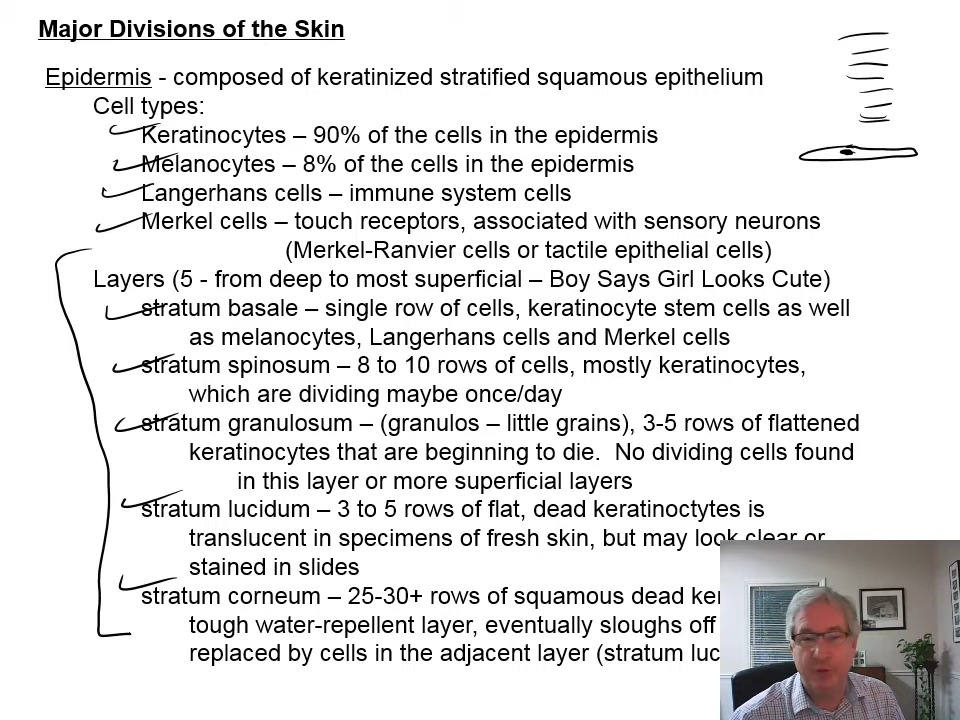 Major Divisions of the Skin
Epidermis - composed of keratinized stratified squamous epithelium
Cell types:
Keratinocytes – 90% of the cells in the epidermis
Melanocytes – 8% of the cells in the epidermis
Langerhans cells – immune system cells
Merkel cells – touch receptors, associated with sensory neurons
(Merkel-Ranvier cells or tactile epithelial cells)
Layers (5 - from deep to most superficial – Boy Says Girl Looks Cute)
stratum basale – single row of cells, keratinocyte stem cells as well
as melanocytes, Langerhans cells and Merkel cells
stratum spinosum – 8 to 10 rows of cells, mostly keratinocytes,
which are dividing maybe once/day
stratum granulosum – (granulos – little grains), 3-5 rows of flattened
keratinocytes that are beginning to die.  No dividing cells found
in this layer or more superficial layers
stratum lucidum – 3 to 5 rows of flat, dead keratinoctytes is
translucent in specimens of fresh skin, but may look clear or
stained in slides
stratum corneum – 25-30+ rows of squamous dead
tough water-repellent layer, eventually sloughs off
replaced by cells in the adjacent layer (stratum